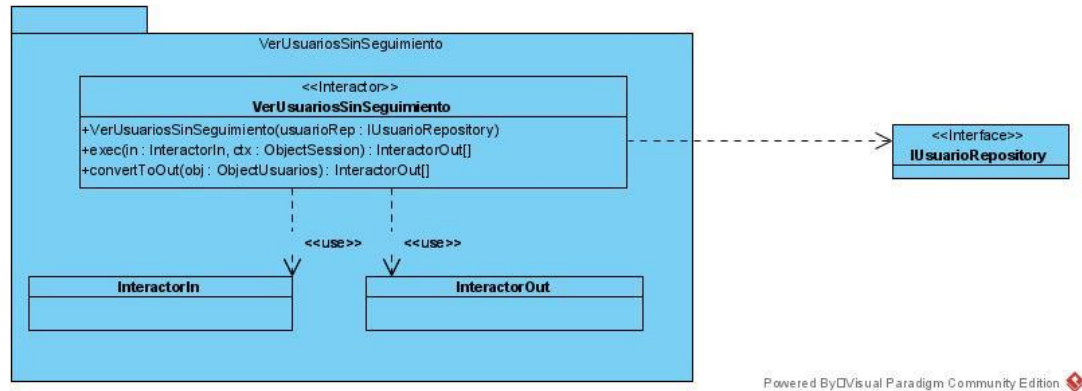 VerUsuariosSinSeguimiento
<<Interactor>>
VerUsuariosSinSeguimiento
+VerUsuariosSinSeguimiento(usuarioRep : IUsuarioRepository)
+exec(in : InteractorIn, ctx : ObjectSession) : InteractorOut[]
+convertToOut(obj : ObjectUsuarios) : InteractorOut[]
<<Interface>>
IUsuarioRepository
<<use>>
<<use>>
InteractorIn
InteractorOut
Powered By Visual Paradigm Community Edition